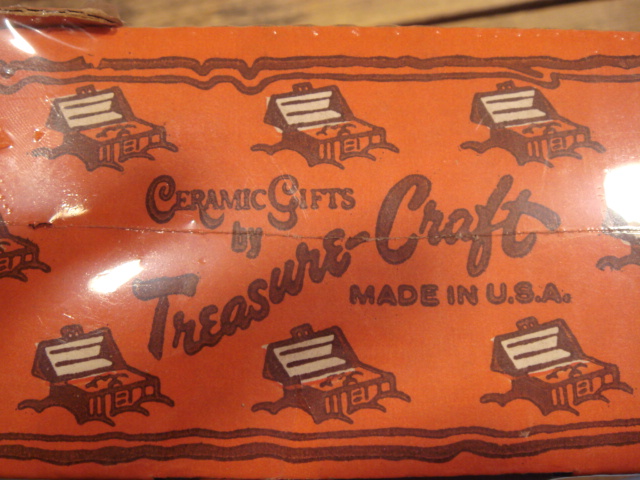 Ceramic Gifts
by
Treasure-Craft
MADE IN U.S.A.